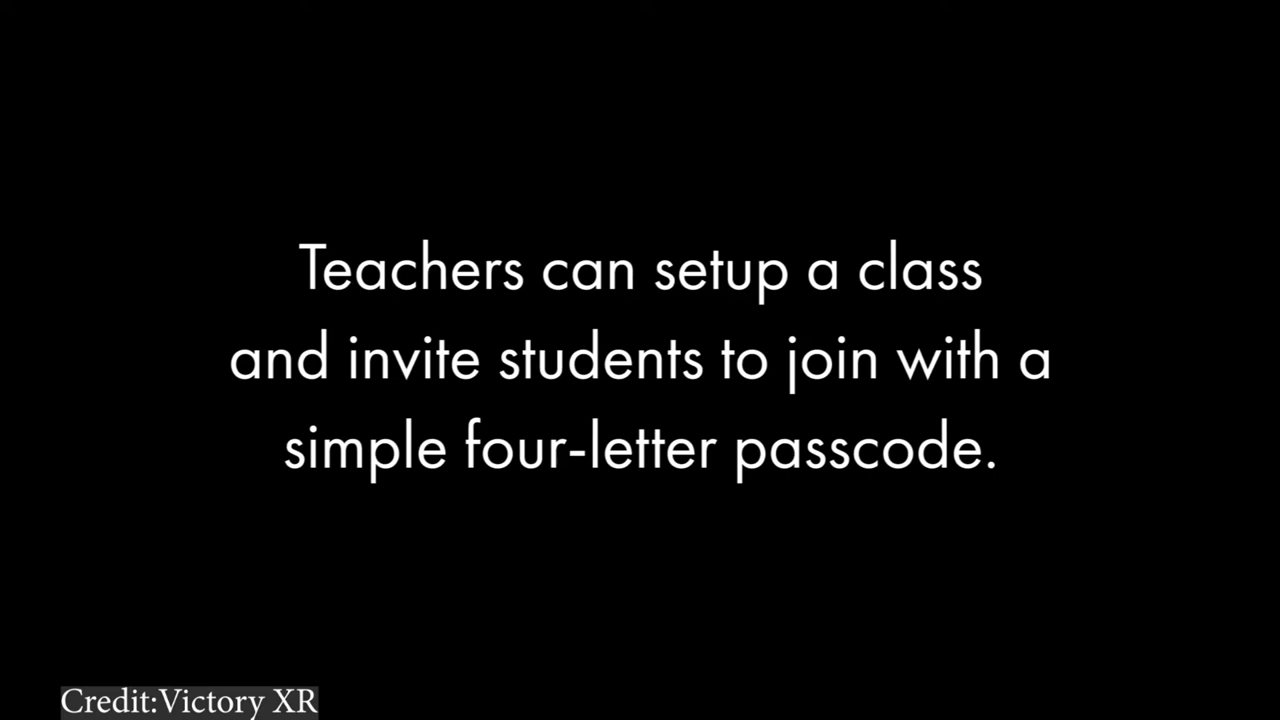 Teachers can setup a class
and invite students to join with a
simple four-letter passcode.
Credit:Victory XR